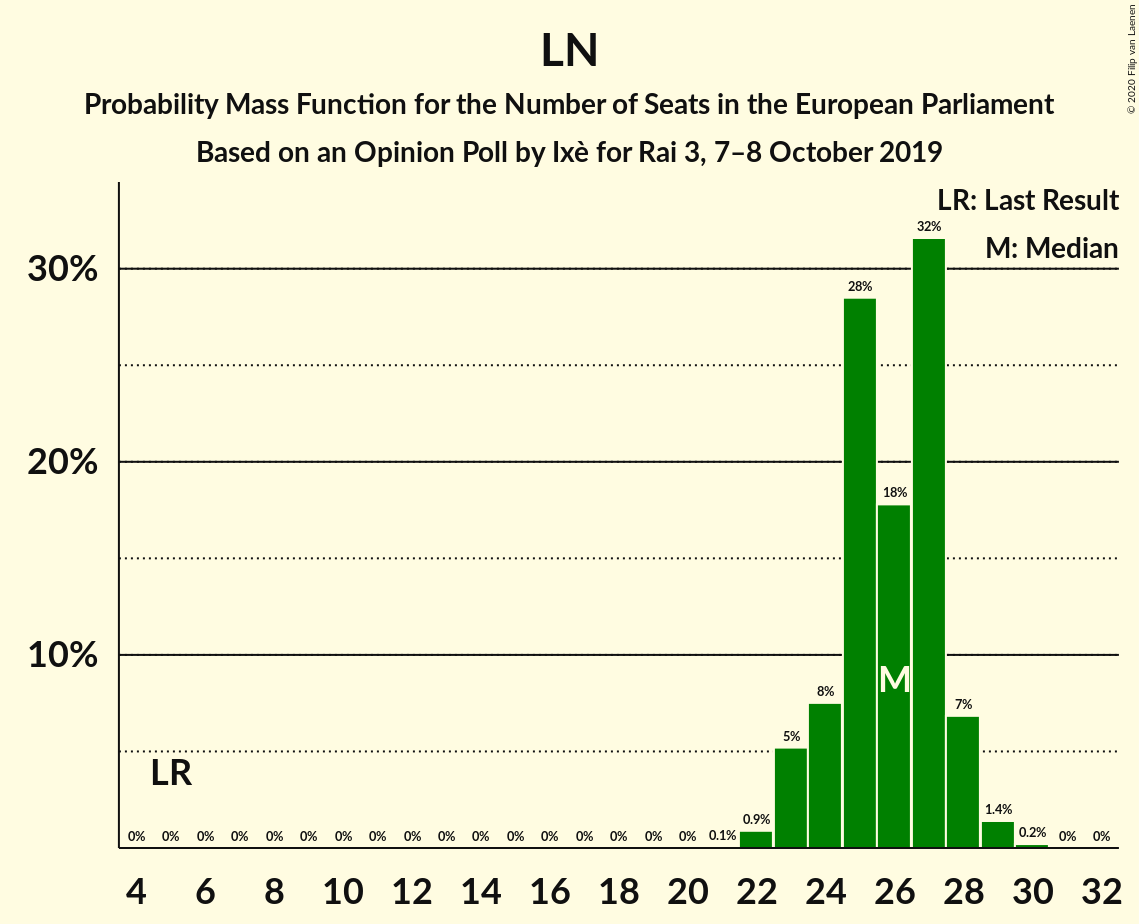 LN
Probability Mass Function for the Number of Seats in the European Parliament
Based on an Opinion Poll by Ixè for Rai 3, 7–8 October 2019
© 2020 Filip van Laenen
LR: Last Result
M: Median
30%
20%
10%
32%
28%
18%
M
8%
7%
5%
LR
0% 0% 0% 0% 0% 0% 0% 0% 0% 0% 0% 0% 0% 0% 0% 0% 0% 0.1% 0.9% 1.4% 0.2% 0% 0%
4 6 8 10 12 14 16 18 20 22 24 26 28 30 32